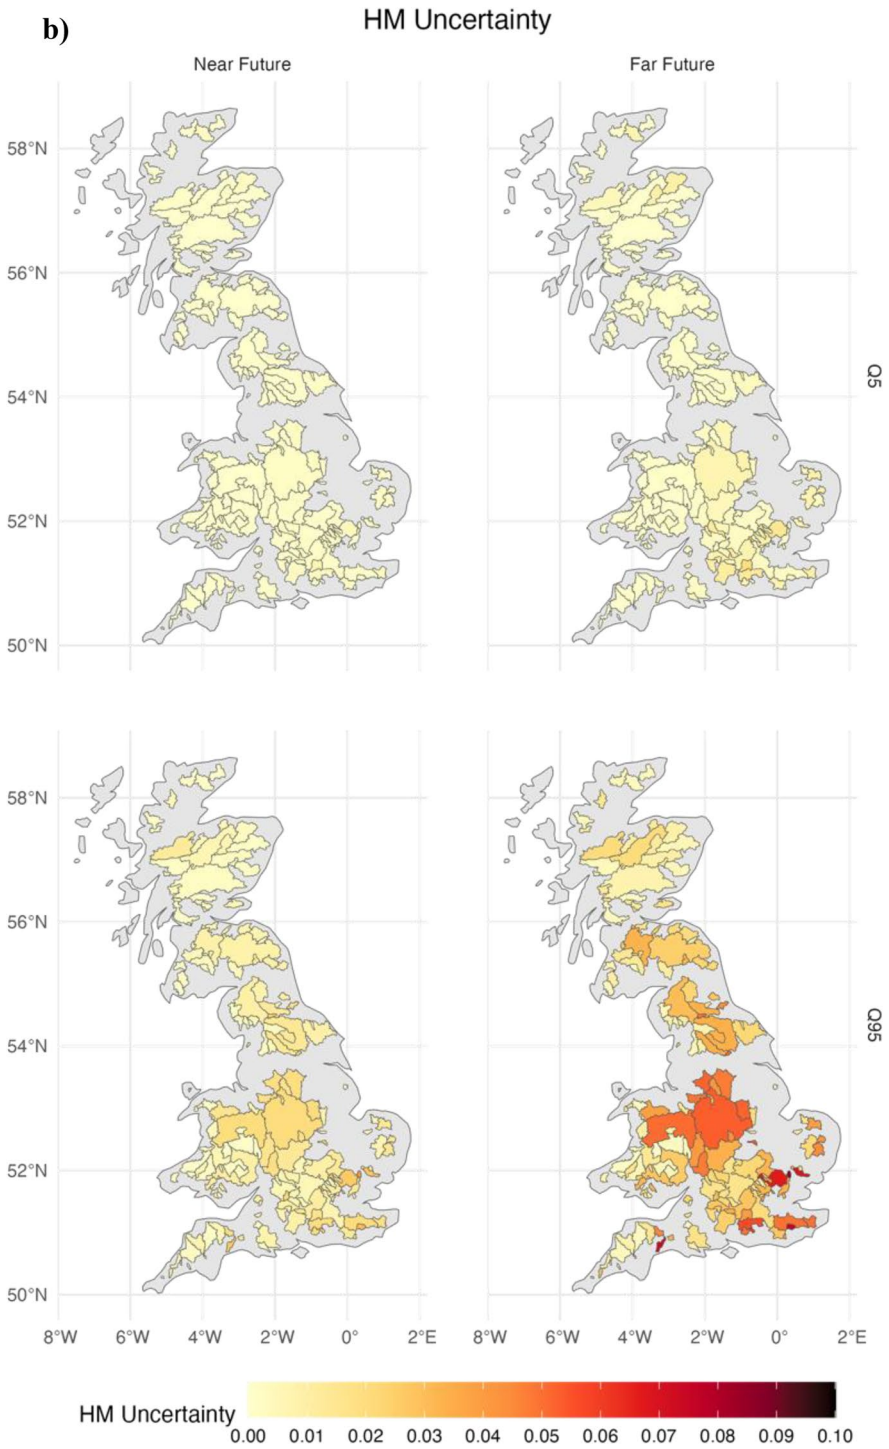 b)
HM Uncertainty
Near Future
Far Future
58°N
56°N
54°N
52°N
50°N
Q5
58°N
56°N
54°N
52°N
50°N
Q95
8°W 6°W 4°W 2°W 0° 2°E 8°W 6°W 4°W 2°W 0° 2°E
HM Uncertainty
0.00 0.01 0.02 0.03 0.04 0.05 0.06 0.07 0.08 0.09 0.10